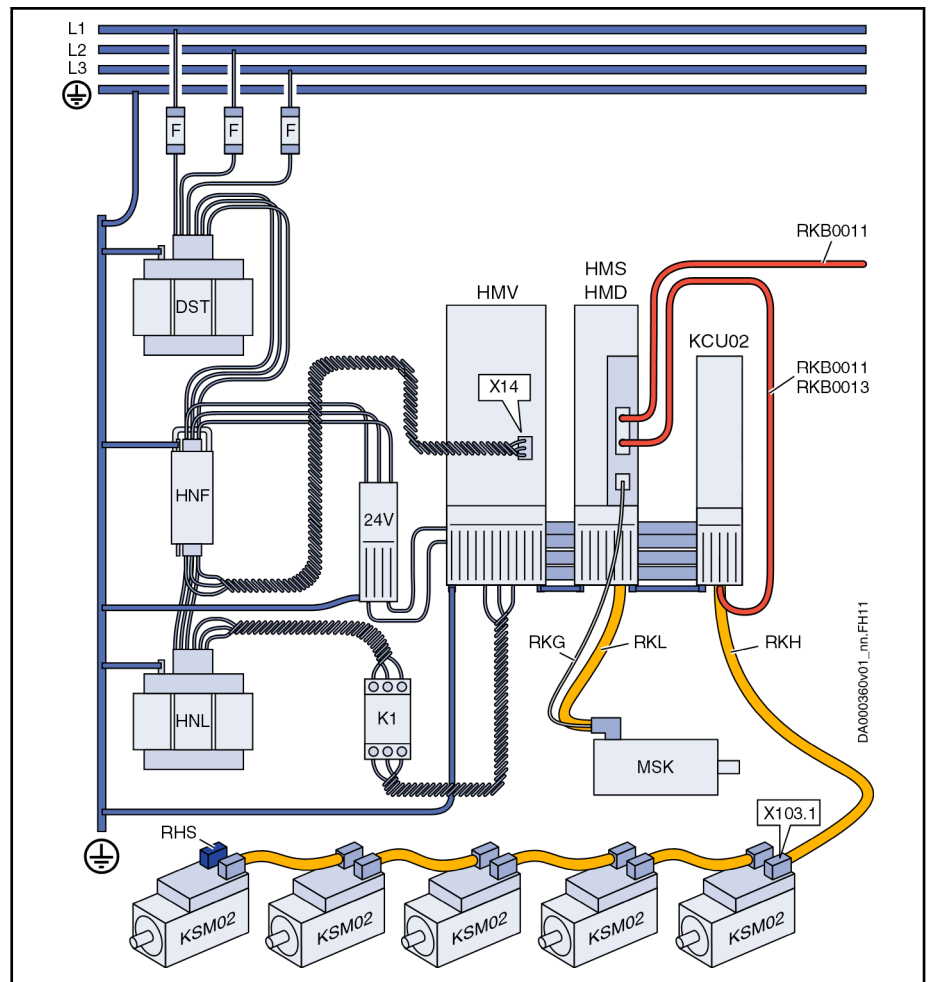 L1
L2
L3
F F F
RKB0011
HMS
HMD
HMV
DST
KCU02
RKB0011
RKB0013
X14
HNF
24V
RKG
RKL
RKH
DA000360v01_nn.FH11
HNL
K1
MSK
X103.1
RHS
KSM02 KSM02 KSM02 KSM02 KSM02